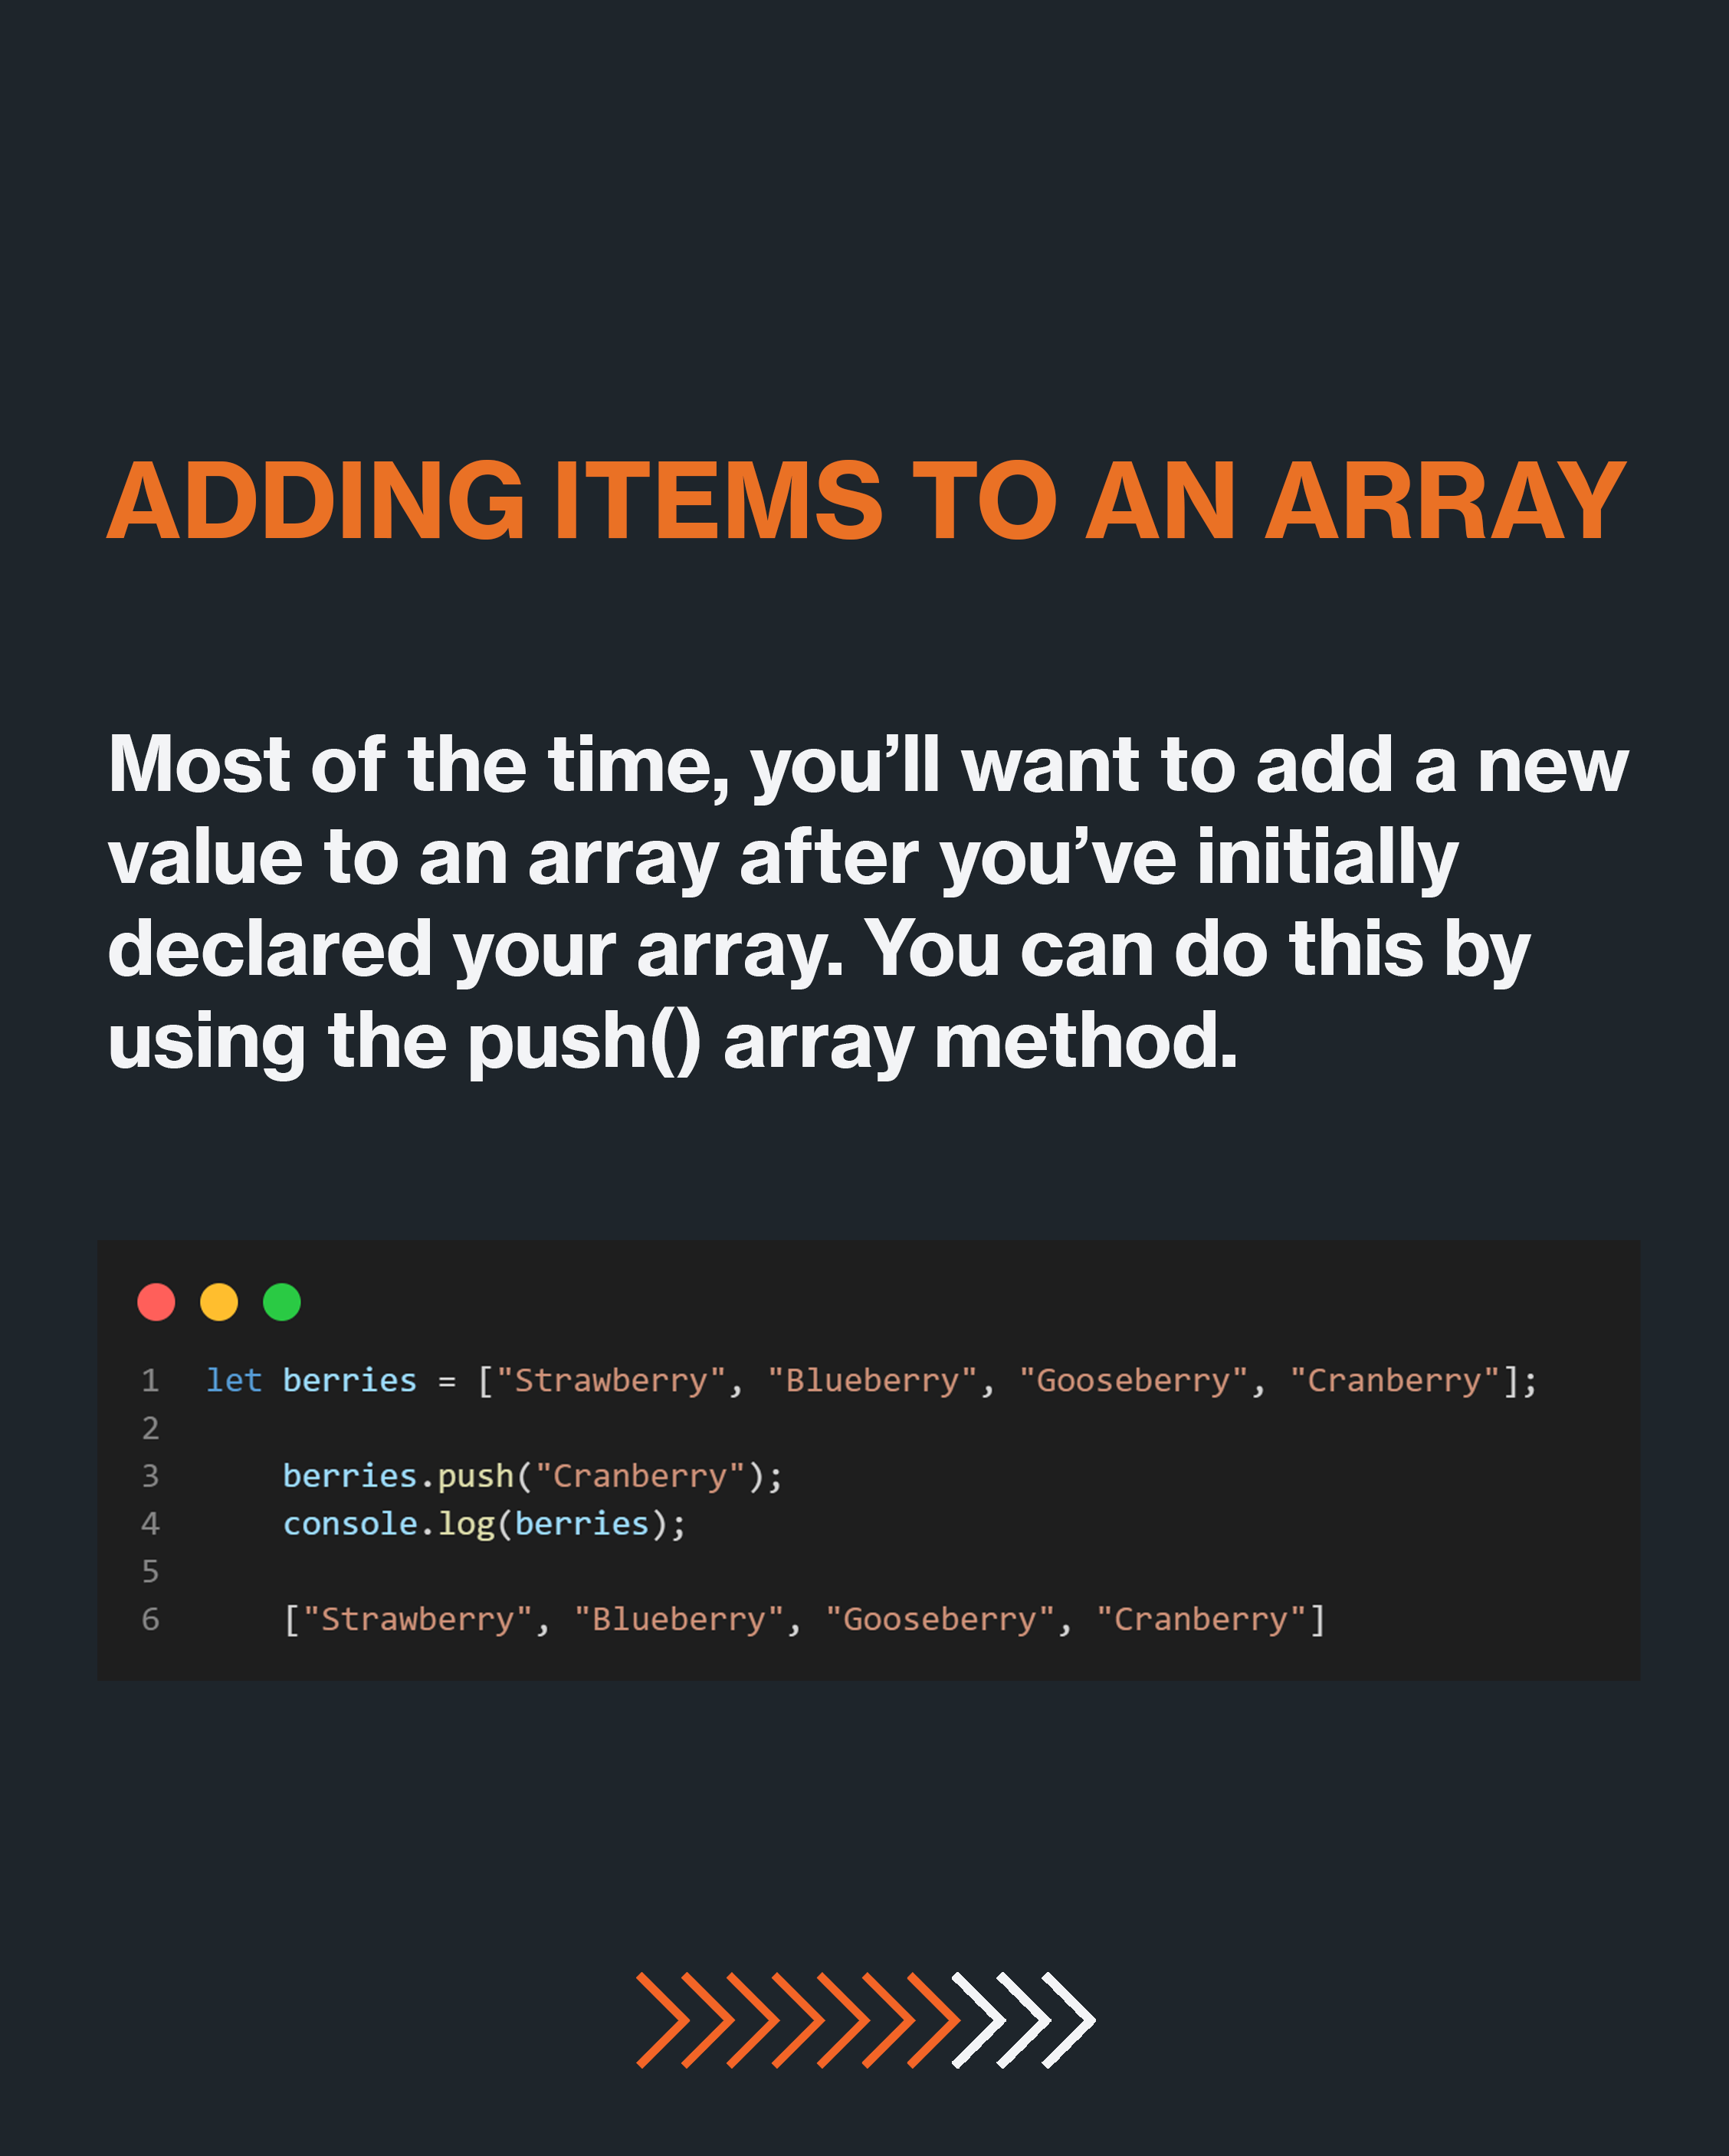 ADDING ITEMS TO AN ARRAY
Most of the time, you’ll want to add a new
value to an array after you’ve initially
declared your array. You can do this by
using the push() array method.
1 let berries = ["Strawberry", "Blueberry", "Gooseberry", "Cranberry"];
2
3 berries.push("Cranberry");
4 console.log(berries);
5
6 ["Strawberry", "Blueberry", "Gooseberry", "Cranberry"]